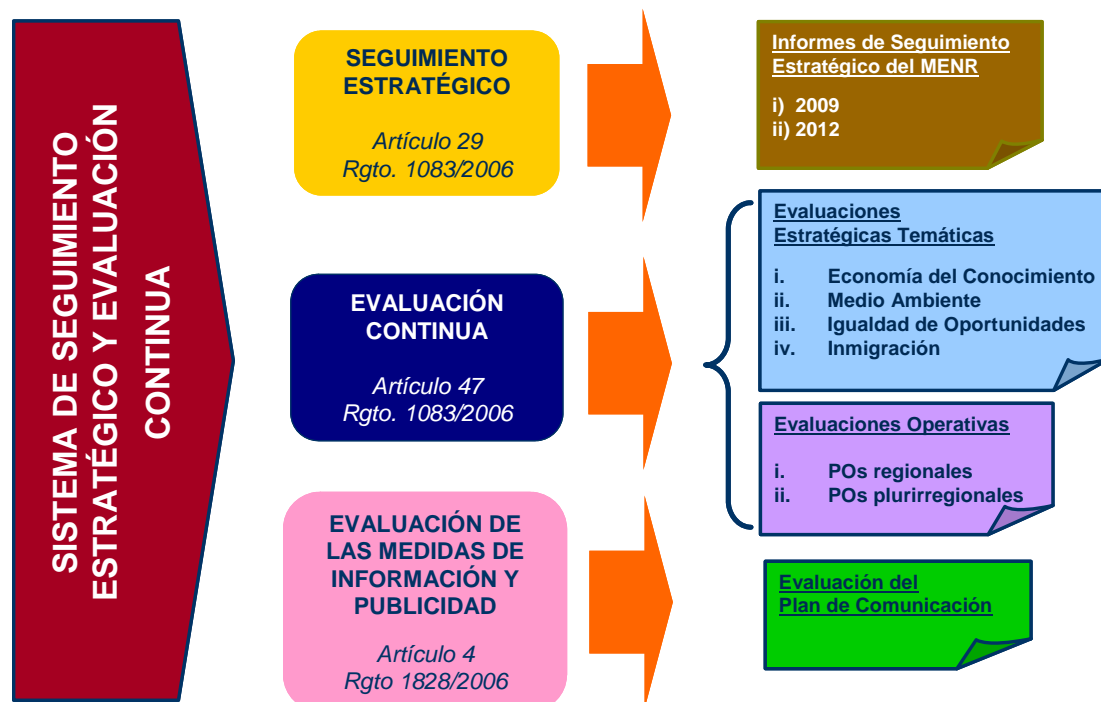 SISTEMA DE SEGUIMIENTO
ESTRATÉGICO Y EVALUACIÓN
CONTINUA
SEGUIMIENTO
ESTRATÉGICO
Artículo 29
Rgto. 1083/2006
Informes de Seguimiento
Estratégico del MENR
i) 2009
ii) 2012
EVALUACIÓN
CONTINUA
Artículo 47
Rgto. 1083/2006
Evaluaciones
Estratégicas Temáticas
i. Economía del Conocimiento
ii. Medio Ambiente
iii. Igualdad de Oportunidades
iv. Inmigración
Evaluaciones Operativas
i. POs regionales
ii. POs plurirregionales
EVALUACIÓN DE
LAS MEDIDAS DE
INFORMACIÓN Y
PUBLICIDAD
Artículo 4
Rgto 1828/2006
Evaluación del
Plan de Comunicación